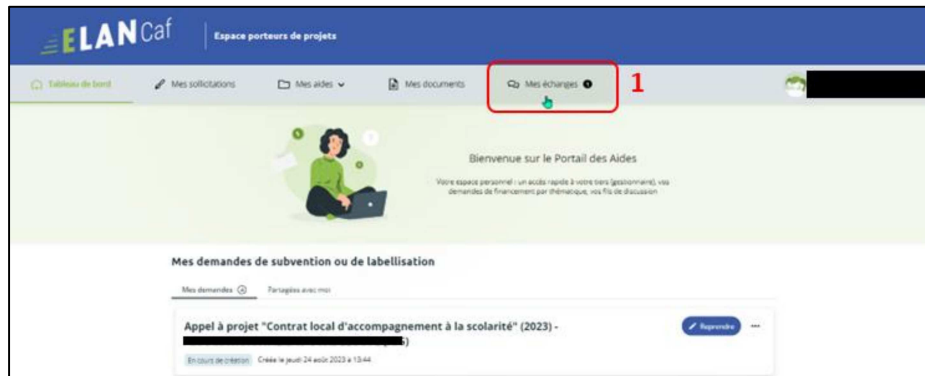 ELANCaf
Espace porteurs de projets
Tableau de bord
Mes sollicitations
Mes aides
Mes documents
Mes échanges
1
Bienvenue sur le Portail des Aides
Votre espace personnel : un accès rapide à votre tiers (gestionnaire), vos
demandes de financement par thématique, vos fils de discussion
Mes demandes de subvention ou de labellisation
Mes demandes
Partagées avec moi
Appel à projet "Contrat local d'accompagnement à la scolarité" (2023) -
Reprendre
En cours de création
Créée le jeudi 24 août 2023 à 13:44